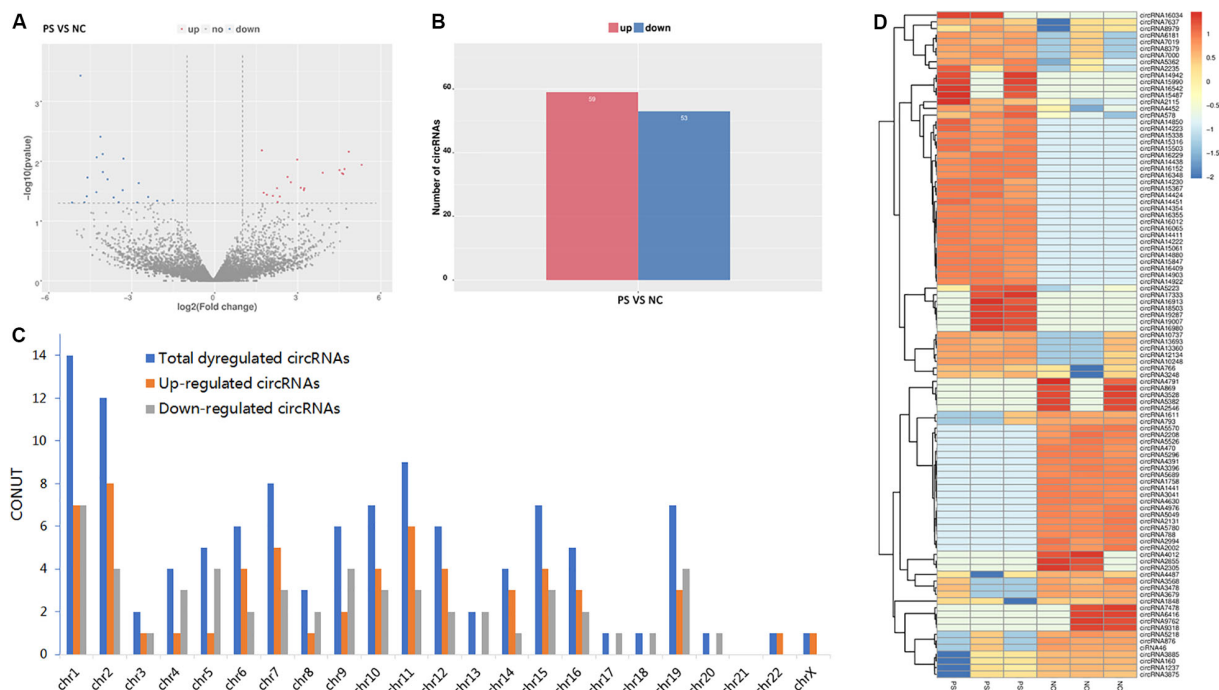 A
PS VS NC
up no down
-log10(pvalue)
3
2
1
0
-6
-3
0
3
6
log2(Fold change)
B
up down
Number of circRNAs
60
40
20
0
59
53
PS VS NC
C
Total dyregulated circRNAs
Up-regulated circRNAs
Down-regulated circRNAs
CONUT
14
12
10
8
6
4
2
0
chr1
chr2
chr3
chr4
chr5
chr6
chr7
chr8
chr9
chr10
chr11
chr12
chr13
chr14
chr15
chr16
chr17
chr18
chr19
chr20
chr21
chr22
chrX
D
circRNA16034
circRNA7637
circRNA8979
circRNA6181
circRNA7019
circRNA8379
circRNA7000
circRNA5362
circRNA2235
circRNA14942
circRNA15990
circRNA16542
circRNA15487
circRNA2115
circRNA4452
circRNA578
circRNA14850
circRNA14223
circRNA15338
circRNA15316
circRNA15503
circRNA16229
circRNA14438
circRNA16152
circRNA16348
circRNA14230
circRNA15367
circRNA14424
circRNA14451
circRNA14354
circRNA16355
circRNA16012
circRNA16065
circRNA14411
circRNA14222
circRNA15061
circRNA14880
circRNA15847
circRNA16409
circRNA14903
circRNA14922
circRNA5223
circRNA17333
circRNA16913
circRNA18503
circRNA19287
circRNA19007
circRNA16980
circRNA10737
circRNA13693
circRNA13360
circRNA12134
circRNA10248
circRNA766
circRNA3248
circRNA4791
circRNA869
circRNA3528
circRNA5382
circRNA2546
circRNA1611
circRNA793
circRNA5570
circRNA2208
circRNA5526
circRNA470
circRNA5296
circRNA4391
circRNA3396
circRNA5689
circRNA1758
circRNA1441
circRNA3041
circRNA4630
circRNA4976
circRNA5049
circRNA2131
circRNA5780
circRNA788
circRNA2994
circRNA2002
circRNA4012
circRNA2855
circRNA2305
circRNA4487
circRNA3568
circRNA3478
circRNA3679
circRNA1848
circRNA7478
circRNA6416
circRNA9762
circRNA9318
circRNA5218
circRNA876
ciRNA46
circRNA3885
circRNA160
circRNA1237
circRNA3875
PS
PS
PS
NC
NC
NC
1
0.5
0
-0.5
-1
-1.5
-2